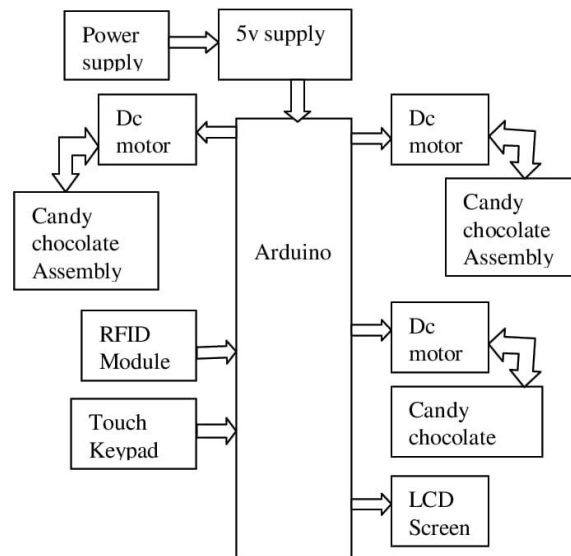 Power
supply
5v supply
Dc
motor
Dc
motor
Candy
chocolate
Assembly
Candy
chocolate
Assembly
Arduino
RFID
Module
Dc
motor
Touch
Keypad
Candy
chocolate
LCD
Screen